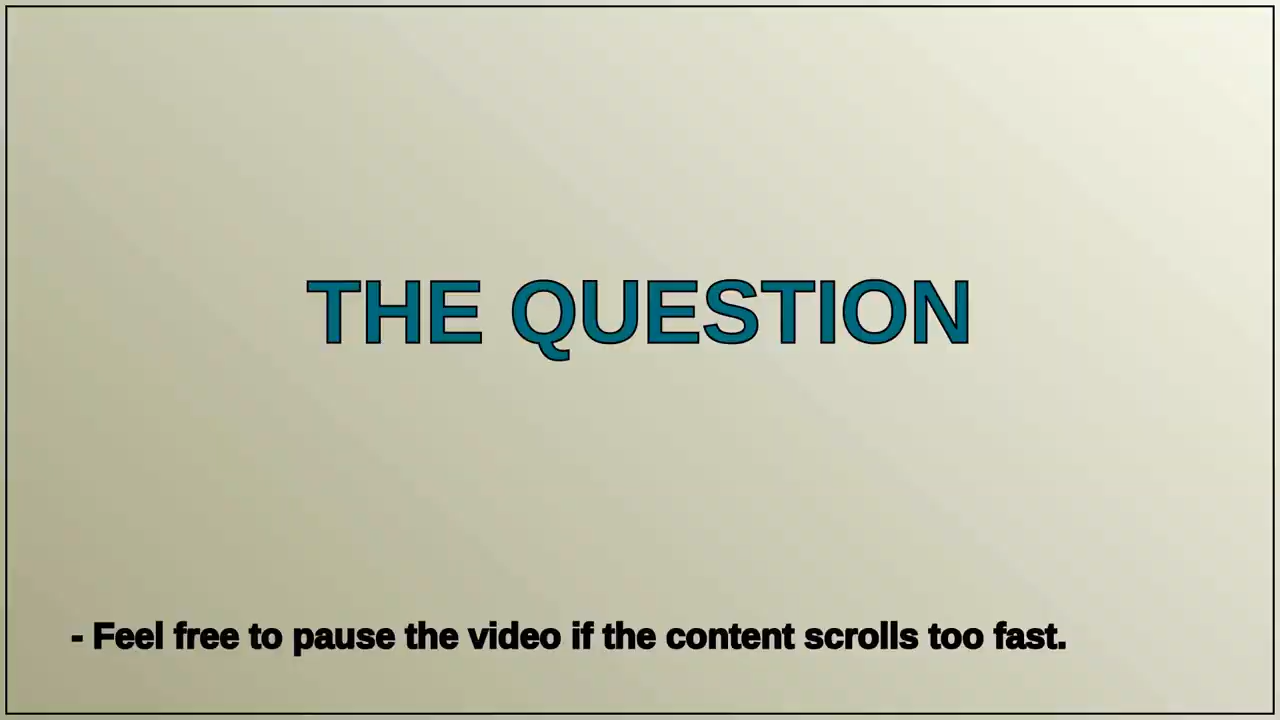 THE QUESTION
- Feel free to pause the video if the content scrolls too fast.